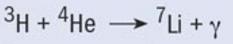 ³H + ⁴He ⟶ ⁷Li + γ